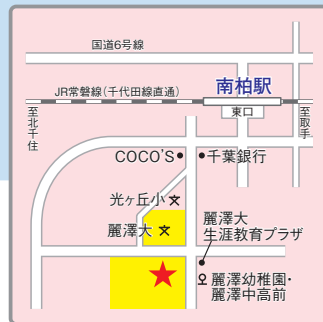 国道6号線
南柏駅
JR常磐線(千代田線直通)
東口
至北千住
至取手
COCO'S
千葉銀行
光ヶ丘小
麗澤大
麗澤大
生涯教育プラザ
麗澤幼稚園・
麗澤中高前